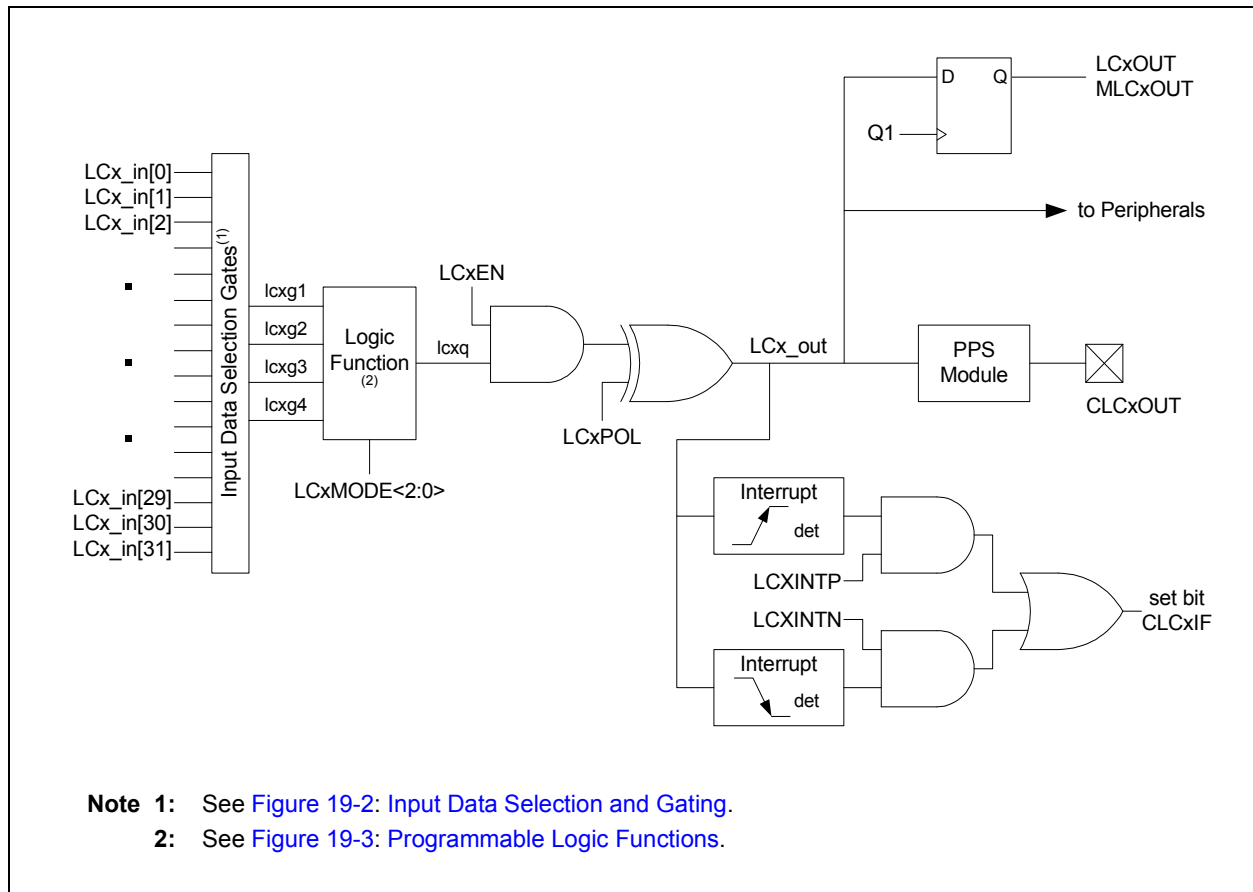 LCx_in[0]
LCx_in[1]
LCx_in[2]
LCx_in[29]
LCx_in[30]
LCx_in[31]
Input Data Selection Gates(1)
lcxg1
lcxg2
lcxg3
lcxg4
Logic
Function
(2)
LCxMODE<2:0>
lcxq
LCxEN
LCxPOL
LCx_out
D Q
Q1
LCxOUT
MLCxOUT
to Peripherals
PPS
Module
CLCxOUT
Interrupt
det
LCXINTP
LCXINTN
Interrupt
det
set bit
CLCxIF
Note 1: See Figure 19-2: Input Data Selection and Gating.
2: See Figure 19-3: Programmable Logic Functions.